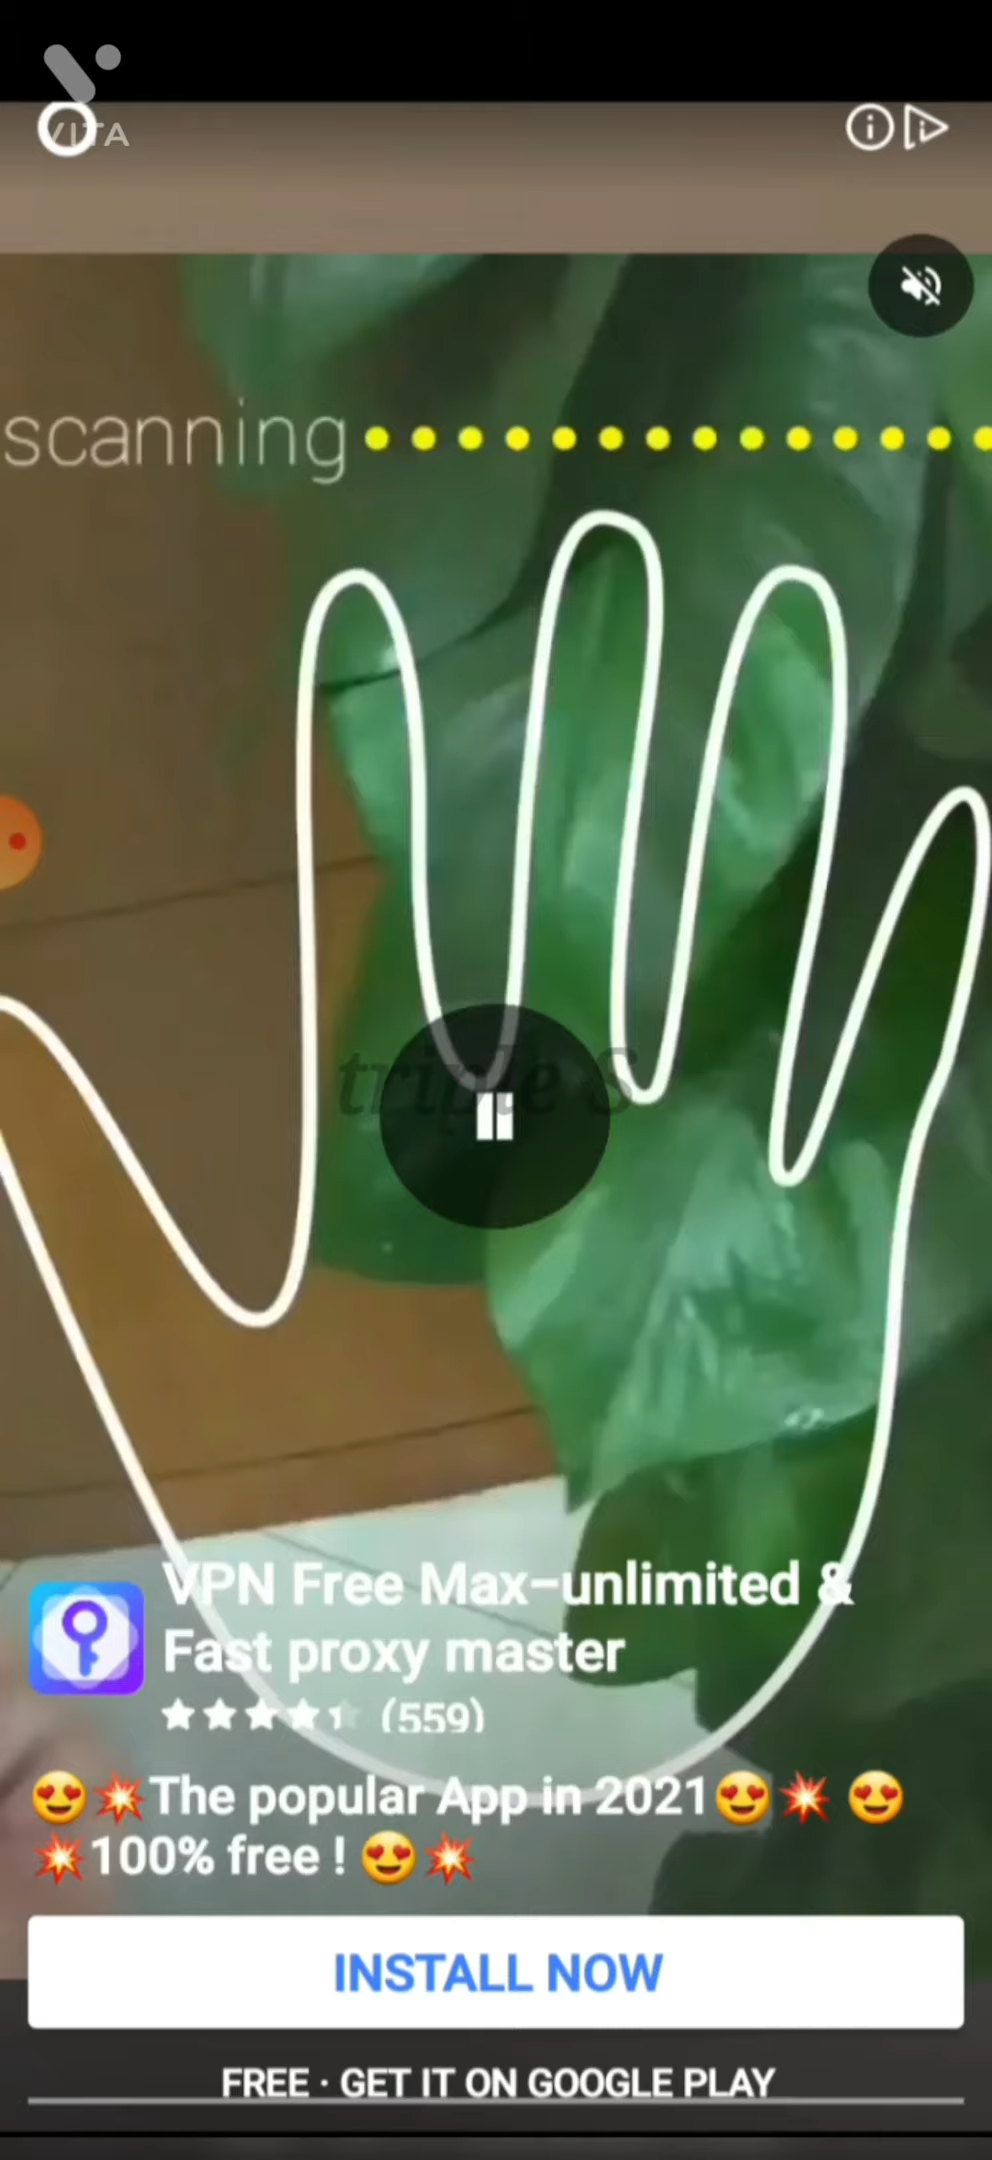 VITA
scanning
triple S
VPN Free Max-unlimited &
Fast proxy master
(559)
😍💥The popular App in 2021😍💥 😍
💥100% free ! 😍💥
INSTALL NOW
FREE · GET IT ON GOOGLE PLAY